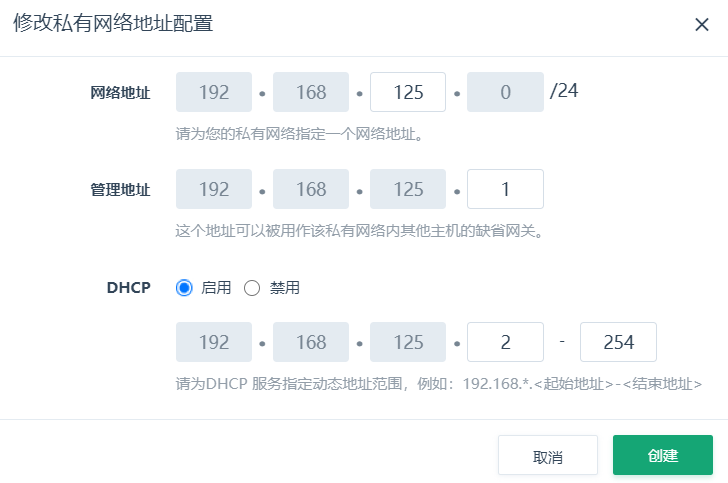 修改私有网络地址配置 ×
网络地址 192 • 168 • 125 • 0 /24
请为您的私有网络指定一个网络地址。
管理地址 192 • 168 • 125 • 1
这个地址可以被用作该私有网络内其他主机的缺省网关。
DHCP 启用 禁用
192 • 168 • 125 • 2 - 254
请为DHCP 服务指定动态地址范围，例如：192.168.*.<起始地址>-<结束地址>
取消 创建